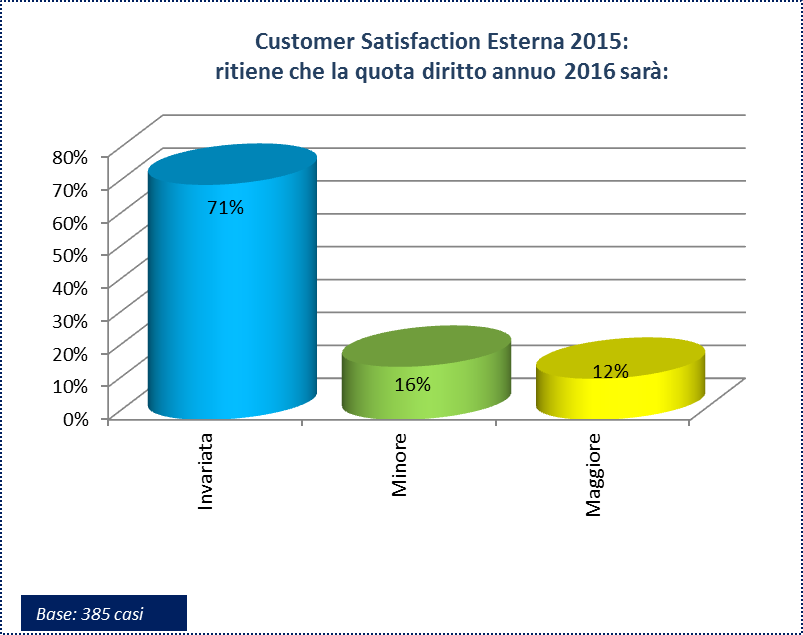 Customer Satisfaction Esterna 2015:
ritiene che la quota diritto annuo 2016 sarà:
80%
70%
60%
50%
40%
30%
20%
10%
0%
71%
16%
12%
Invariata
Minore
Maggiore
Base: 385 casi